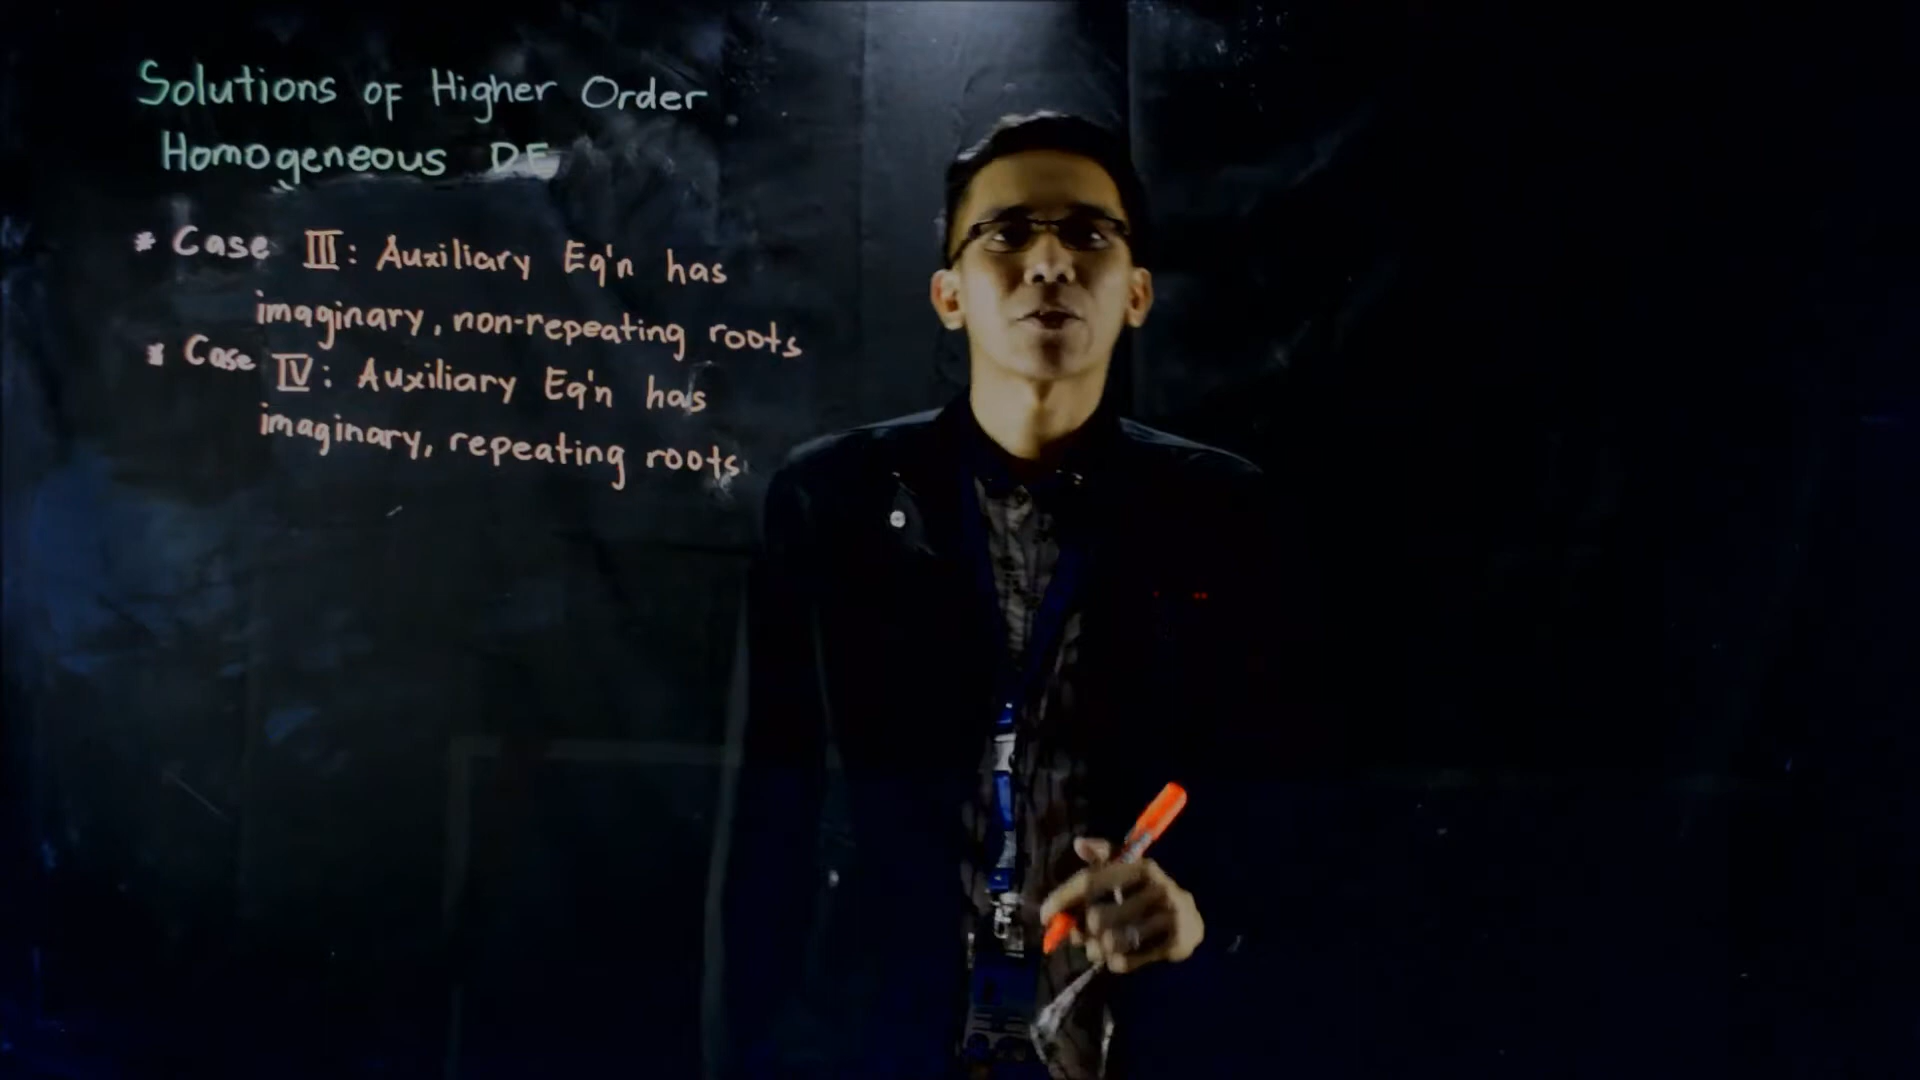 Solutions of Higher Order
Homogeneous DE
* Case III: Auxiliary Eq'n has
imaginary, non-repeating roots
* Case IV: Auxiliary Eq'n has
imaginary, repeating roots